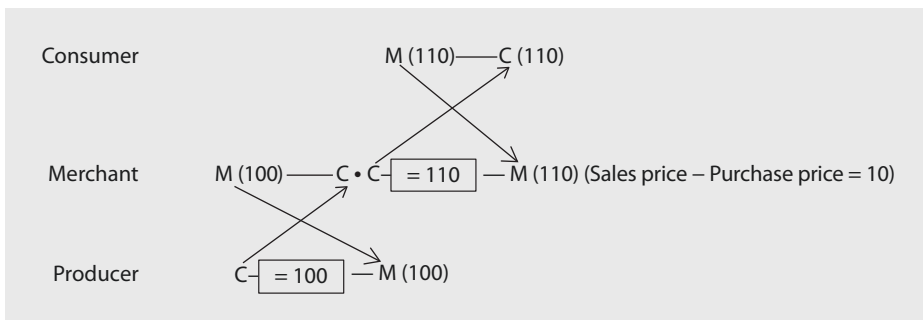 Consumer M (110)——C (110)
Merchant M (100) ——C • C– = 110 —M (110) (Sales price – Purchase price = 10)
Producer C– = 100 —M (100)